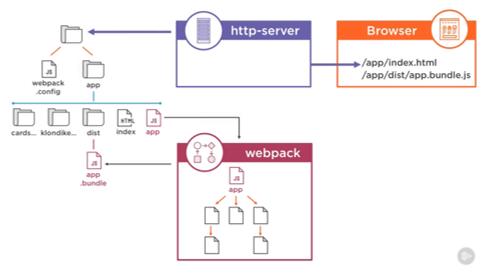 http-server
Browser
/app/index.html
/app/dist/app.bundle.js
JS
webpack
.config
app
cards...
klondike...
dist
HTML
index
JS
app
JS
app
.bundle
webpack
JS
app